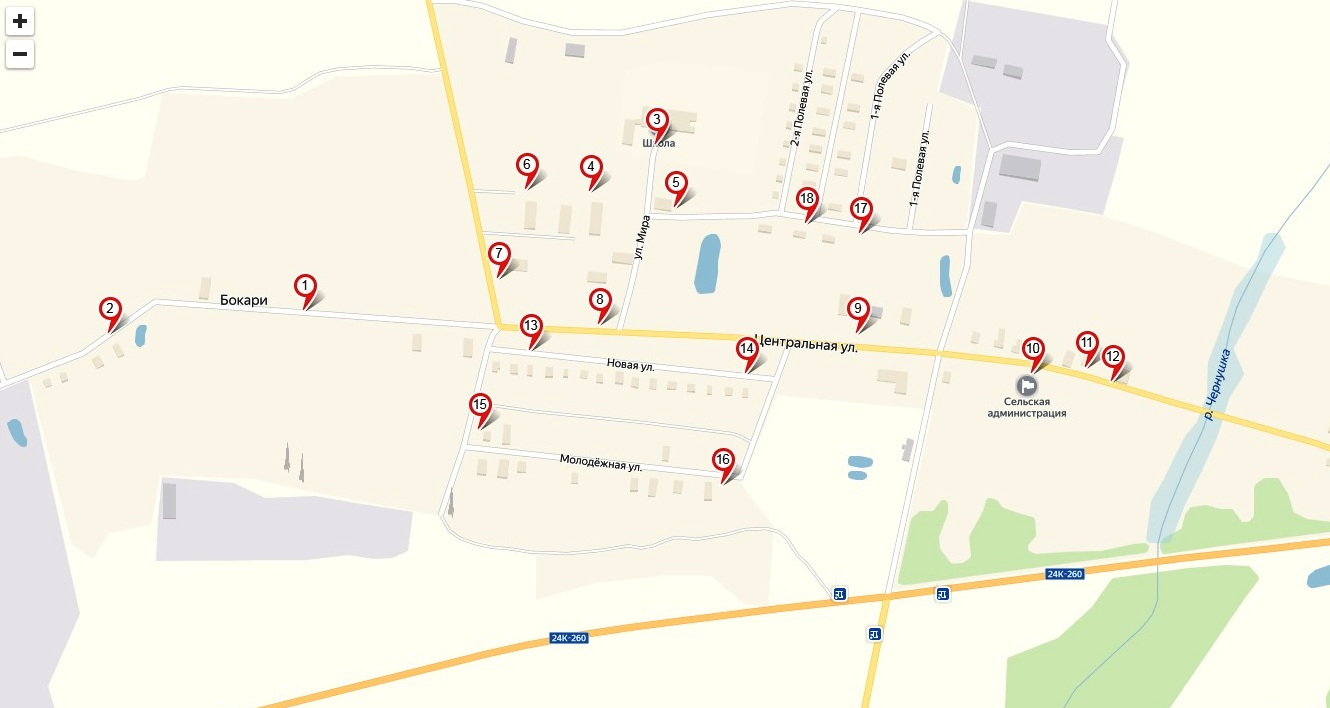 +
−
3
Школа
6
4
5
ул. Мира
2-я Полевая ул.
1-я Полевая ул.
1-я Полевая ул.
18
17
7
8
1
2
Бокари
13
14
9
Центральная ул.
10
11
12
Сельская
администрация
р. Чернушка
Новая ул.
15
16
Молодёжная ул.
24К-260
24К-260